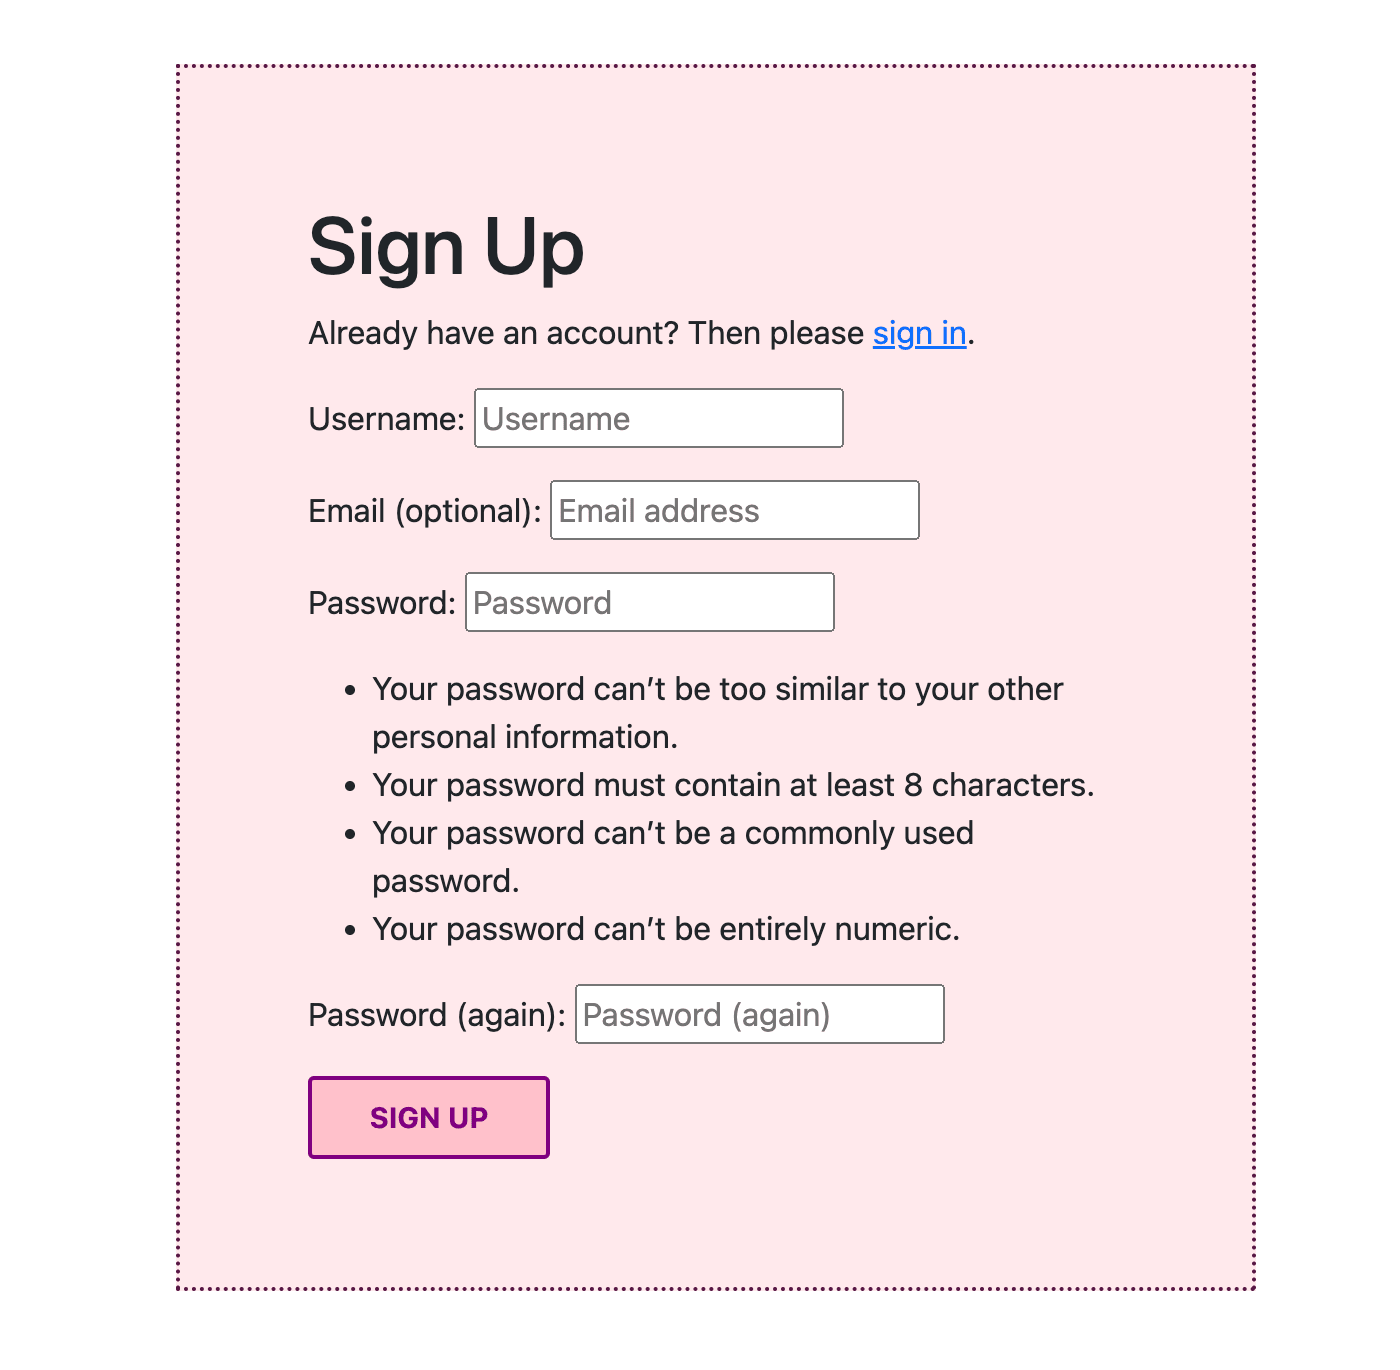 Sign Up
Already have an account? Then please sign in.
Username: Username
Email (optional): Email address
Password: Password
• Your password can’t be too similar to your other
personal information.
• Your password must contain at least 8 characters.
• Your password can’t be a commonly used
password.
• Your password can’t be entirely numeric.
Password (again): Password (again)
SIGN UP